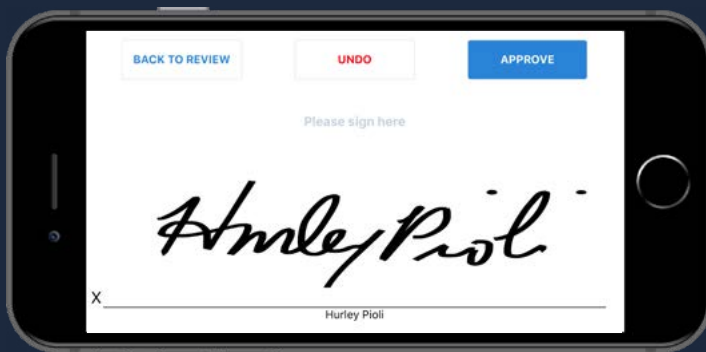 BACK TO REVIEW UNDO APPROVE
Please sign here
Hurley Pioli
X
Hurley Pioli